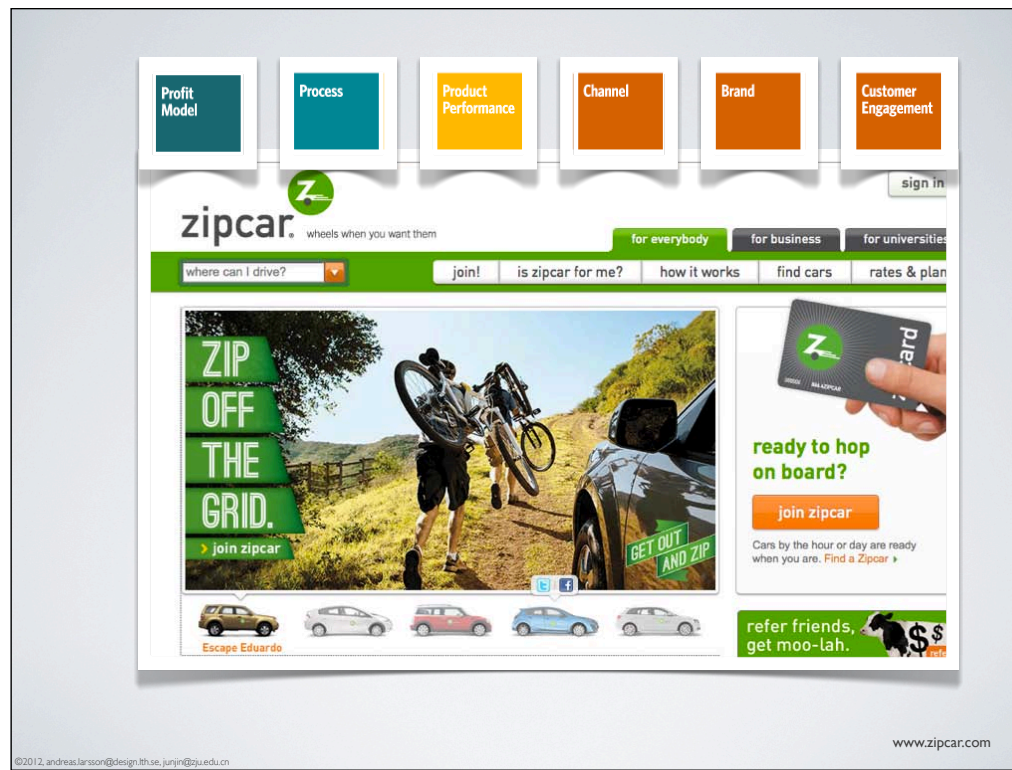 Profit
Model
Process
Product
Performance
Channel
Brand
Customer
Engagement
Z
zipcar®
wheels when you want them
sign in
for everybody
for business
for universities
where can I drive?
join!
is zipcar for me?
how it works
find cars
rates & plan
ZIP
OFF
THE
GRID.
› join zipcar
GET OUT
AND ZIP
Escape Eduardo
Z
card
ready to hop
on board?
join zipcar
Cars by the hour or day are ready
when you are. Find a Zipcar ›
refer friends,
get moo-lah.
$$
refe
www.zipcar.com
©2012, andreas.larsson@design.lth.se, junjin@zju.edu.cn